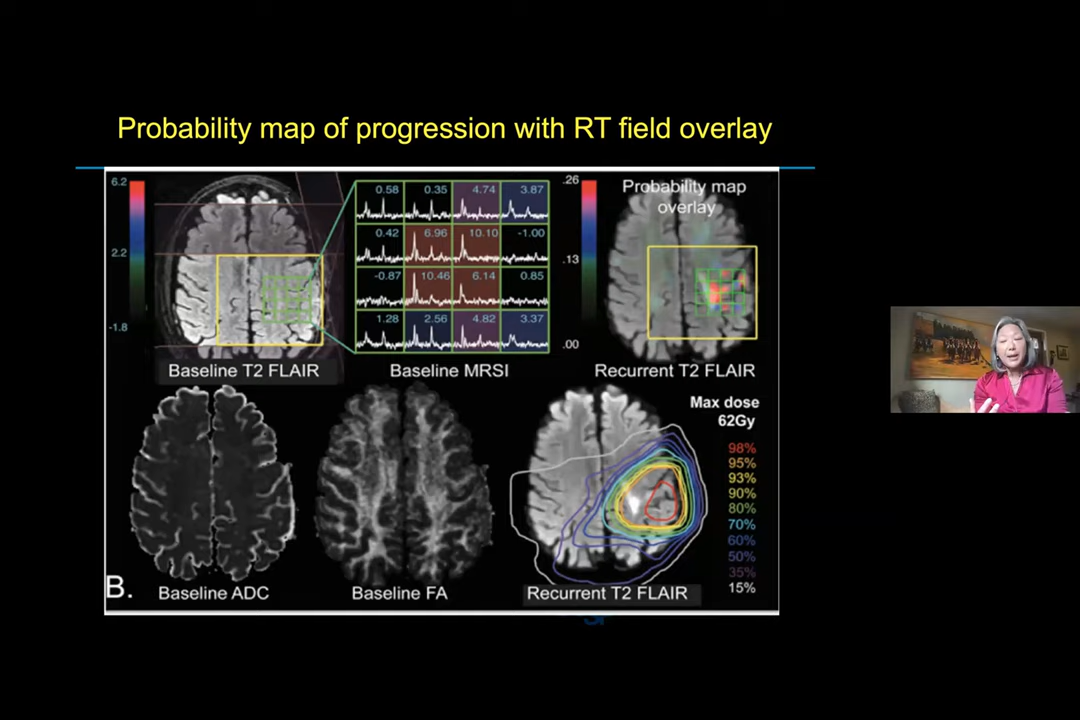 Probability map of progression with RT field overlay
6.2
2.2
-1.8
Baseline T2 FLAIR
0.58 0.35 4.74 3.87
0.42 6.96 10.10 -1.00
-0.87 10.46 6.14 0.85
1.28 2.56 4.82 3.37
Baseline MRSI
.26
.13
.00
Probability map
overlay
Recurrent T2 FLAIR
B.
Baseline ADC
Baseline FA
Recurrent T2 FLAIR
Max dose
62Gy
98%
95%
93%
90%
80%
70%
60%
50%
35%
15%